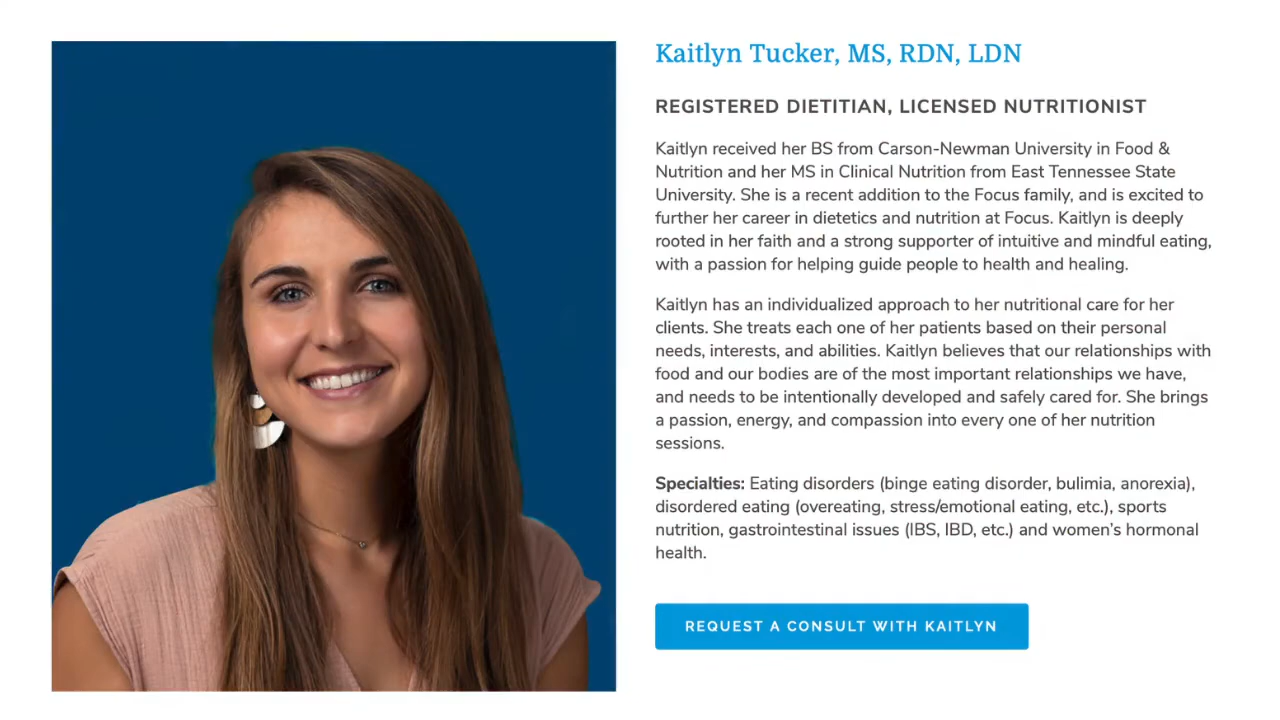 Kaitlyn Tucker, MS, RDN, LDN
REGISTERED DIETITIAN, LICENSED NUTRITIONIST
Kaitlyn received her BS from Carson-Newman University in Food &
Nutrition and her MS in Clinical Nutrition from East Tennessee State
University. She is a recent addition to the Focus family, and is excited to
further her career in dietetics and nutrition at Focus. Kaitlyn is deeply
rooted in her faith and a strong supporter of intuitive and mindful eating,
with a passion for helping guide people to health and healing.
Kaitlyn has an individualized approach to her nutritional care for her
clients. She treats each one of her patients based on their personal
needs, interests, and abilities. Kaitlyn believes that our relationships with
food and our bodies are of the most important relationships we have,
and needs to be intentionally developed and safely cared for. She brings
a passion, energy, and compassion into every one of her nutrition
sessions.
Specialties: Eating disorders (binge eating disorder, bulimia, anorexia),
disordered eating (overeating, stress/emotional eating, etc.), sports
nutrition, gastrointestinal issues (IBS, IBD, etc.) and women's hormonal
health.
REQUEST A CONSULT WITH KAITLYN